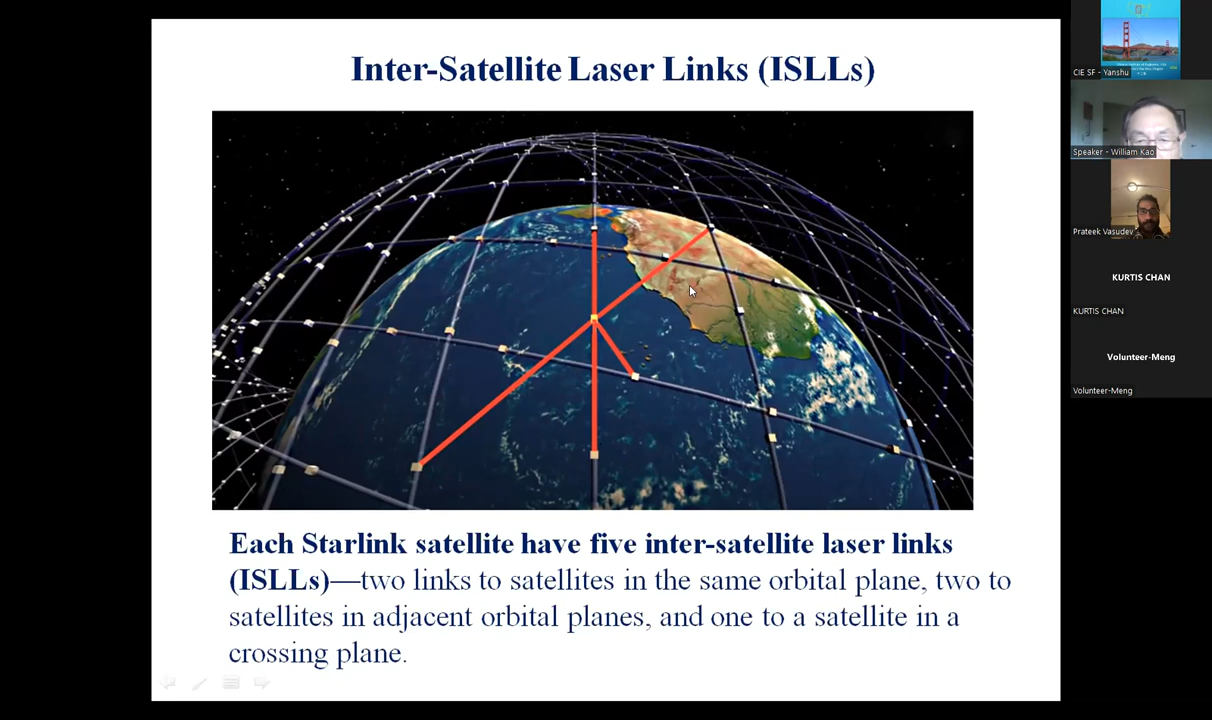 Inter-Satellite Laser Links (ISLLs)
Each Starlink satellite have five inter-satellite laser links
(ISLLs)—two links to satellites in the same orbital plane, two to
satellites in adjacent orbital planes, and one to a satellite in a
crossing plane.
CIE SF - Yanshu
Speaker - William Kao
Prateek Vasudev
KURTIS CHAN
KURTIS CHAN
Volunteer-Meng
Volunteer-Meng